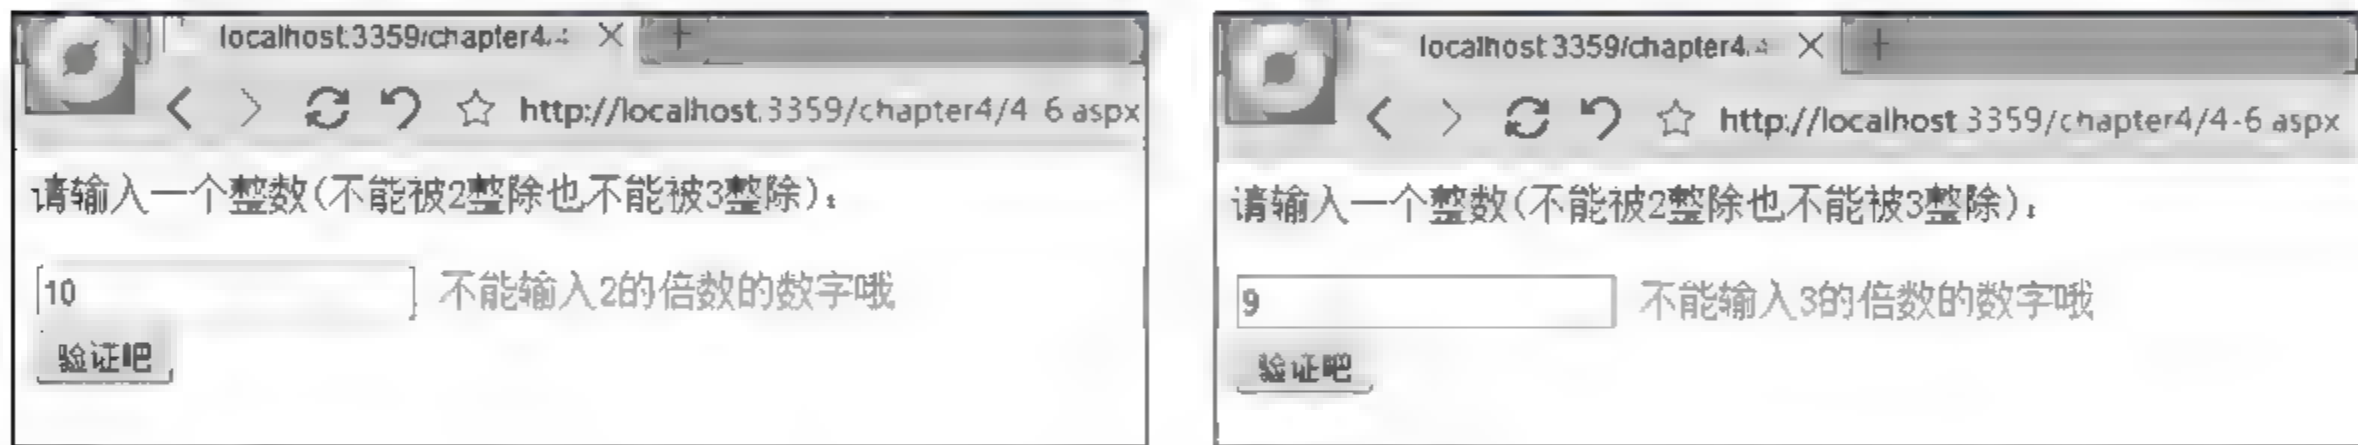 localhost:3359/chapter4/4
http://localhost:3359/chapter4/4 6 aspx
请输入一个整数(不能被2整除也不能被3整除):
10 不能输入2的倍数的数字哦
验证吧
localhost:3359/chapter4/4
http://localhost:3359/chapter4/4-6 aspx
请输入一个整数(不能被2整除也不能被3整除):
9 不能输入3的倍数的数字哦
验证吧